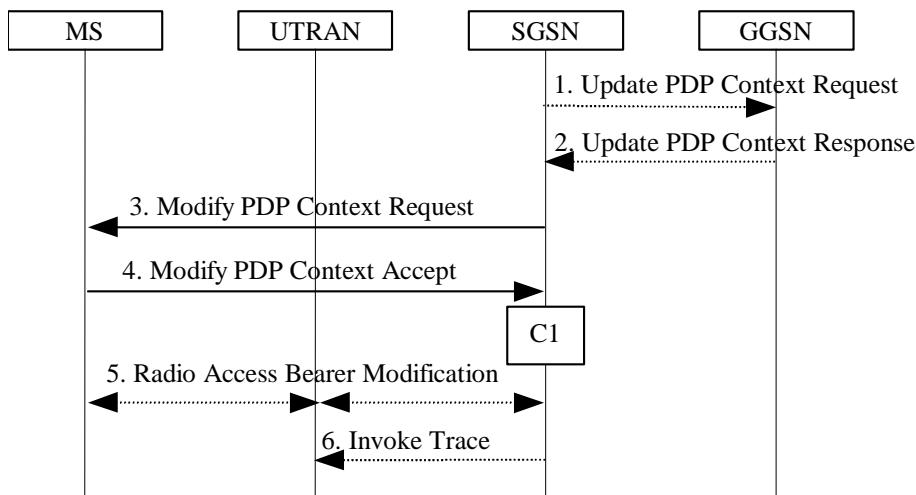 MS UTRAN SGSN GGSN
1. Update PDP Context Request
2. Update PDP Context Response
3. Modify PDP Context Request
4. Modify PDP Context Accept
C1
5. Radio Access Bearer Modification
6. Invoke Trace